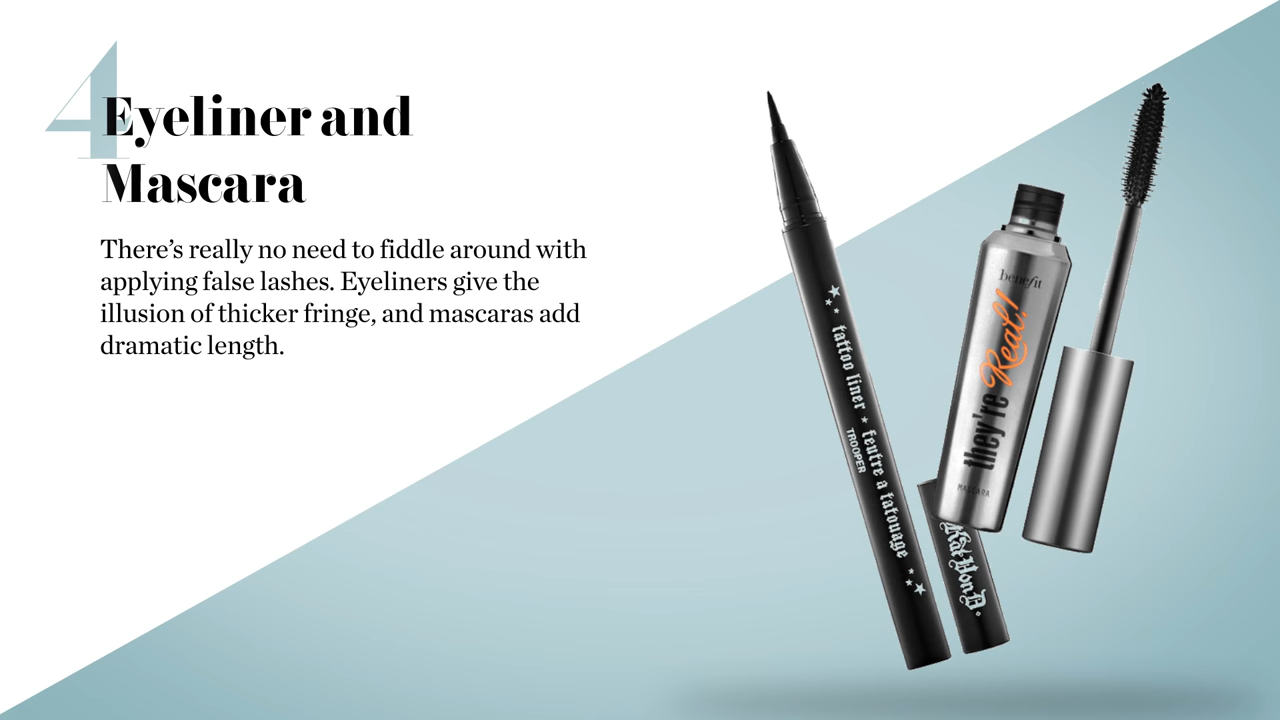 4
Eyeliner and
Mascara
There’s really no need to fiddle around with
applying false lashes. Eyeliners give the
illusion of thicker fringe, and mascaras add
dramatic length.
tattoo liner ★ feutre a tatouage
TROOPER
Kat Von D
benefit
they're Real!
MASCARA